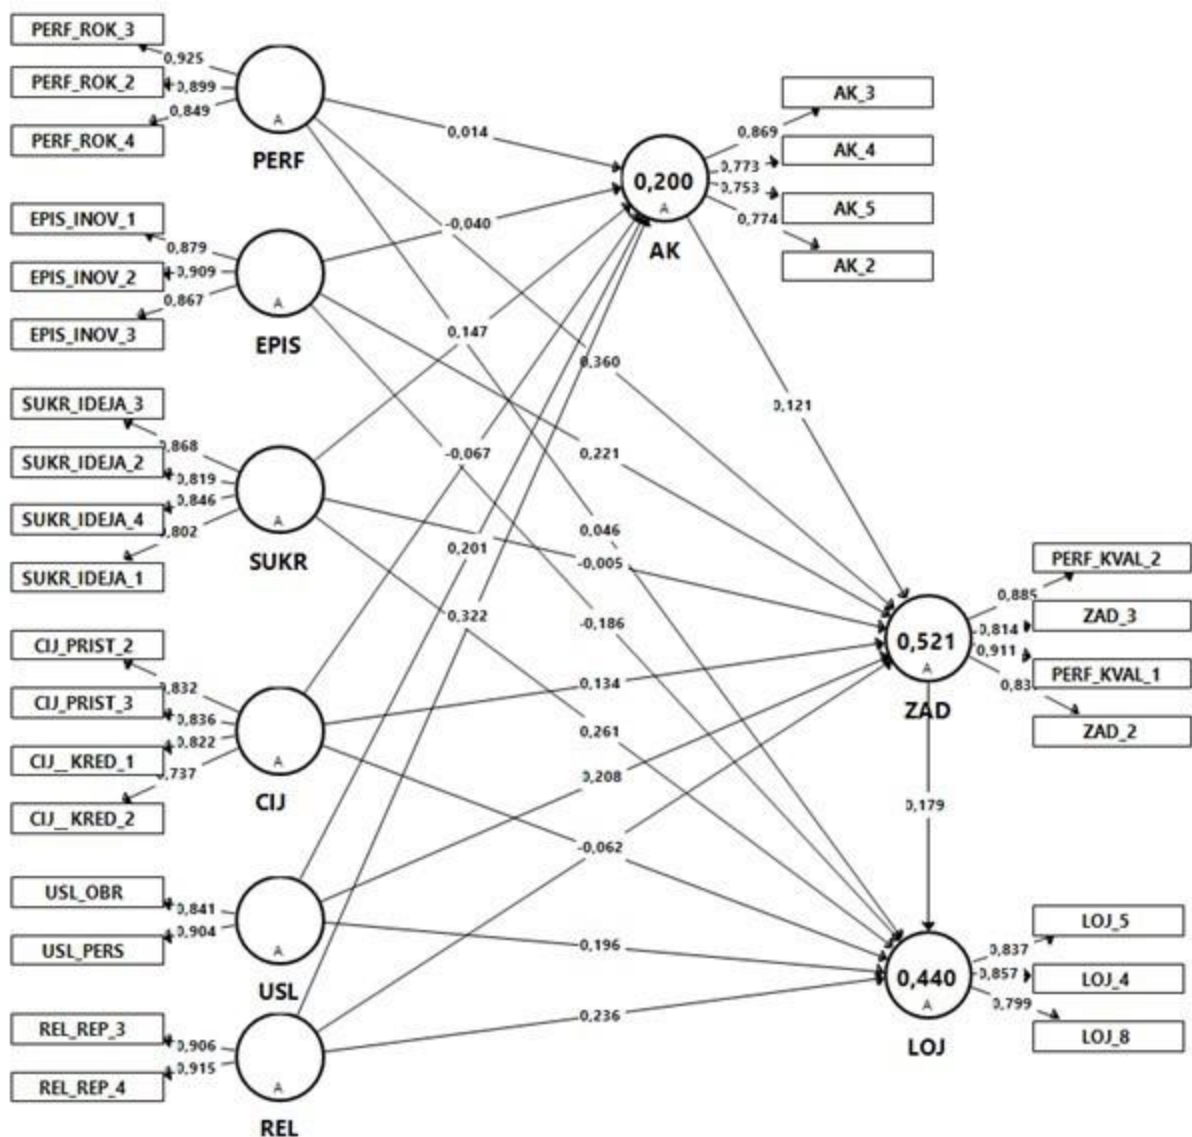 PERF_ROK_3
0,925
PERF_ROK_2
0,899
0,849
PERF_ROK_4
A
PERF
EPIS_INOV_1
0,879
EPIS_INOV_2
0,909
0,867
EPIS_INOV_3
A
EPIS
SUKR_IDEJA_3
0,868
SUKR_IDEJA_2
0,819
0,846
SUKR_IDEJA_4
0,802
SUKR_IDEJA_1
A
SUKR
CIJ_PRIST_2
0,832
CIJ_PRIST_3
0,836
0,822
CIJ__KRED_1
0,737
CIJ__KRED_2
A
CIJ
USL_OBR
0,841
0,904
USL_PERS
A
USL
REL_REP_3
0,906
0,915
REL_REP_4
A
REL
0,014
-0,040
0,147
-0,067
0,201
0,322
0,360
0,221
0,046
-0,005
-0,186
0,134
0,261
0,208
-0,062
0,196
0,236
0,200
A
AK
0,869
AK_3
0,773
AK_4
0,753
AK_5
0,774
AK_2
0,121
0,521
A
ZAD
0,885
PERF_KVAL_2
0,814
ZAD_3
0,911
PERF_KVAL_1
ZAD_2
0,179
0,440
A
LOJ
0,837
LOJ_5
0,857
LOJ_4
0,799
LOJ_8